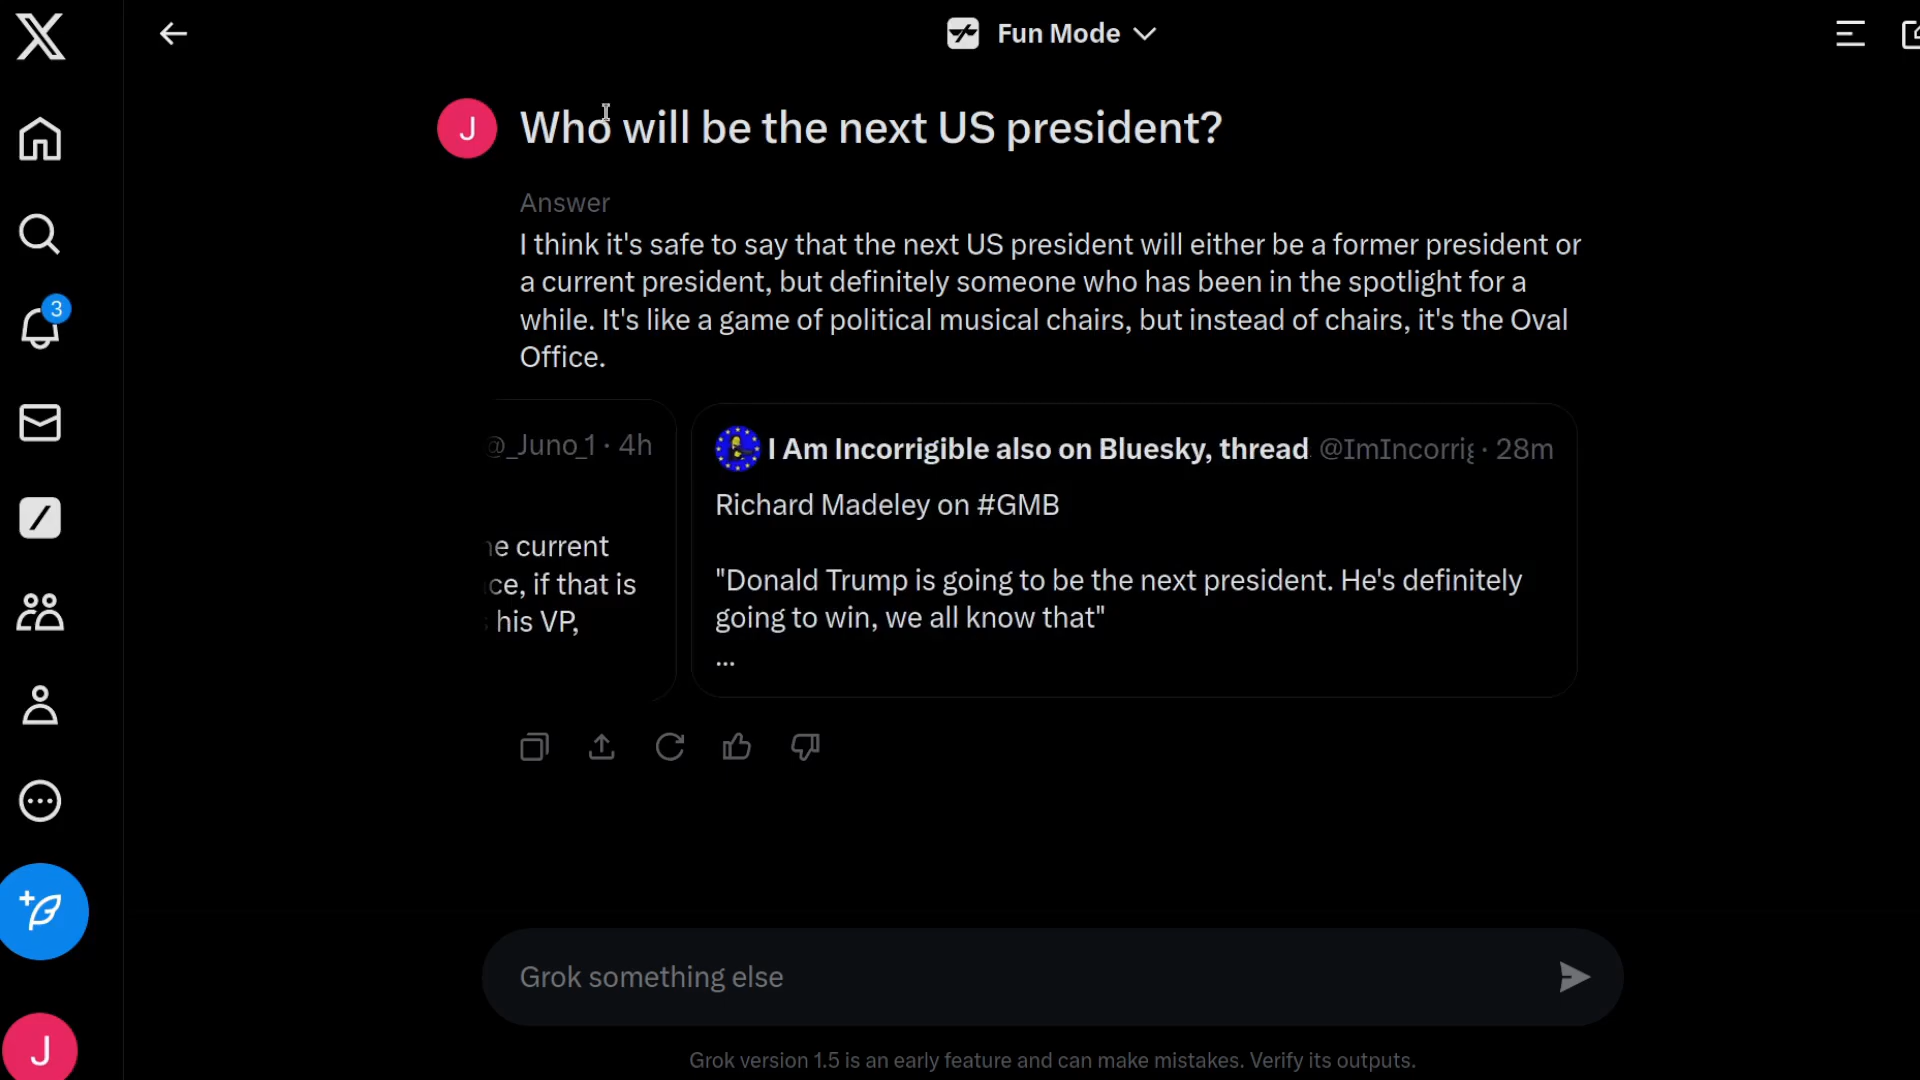 Fun Mode
J Who will be the next US president?
Answer
I think it's safe to say that the next US president will either be a former president or
a current president, but definitely someone who has been in the spotlight for a
while. It's like a game of political musical chairs, but instead of chairs, it's the Oval
Office.
@_Juno_1 · 4h
current
if that is
his VP,
I Am Incorrigible also on Bluesky, thread @ImIncorrig · 28m
Richard Madeley on #GMB
"Donald Trump is going to be the next president. He's definitely
going to win, we all know that"
...
3
J
Grok something else
Grok version 1.5 is an early feature and can make mistakes. Verify its outputs.